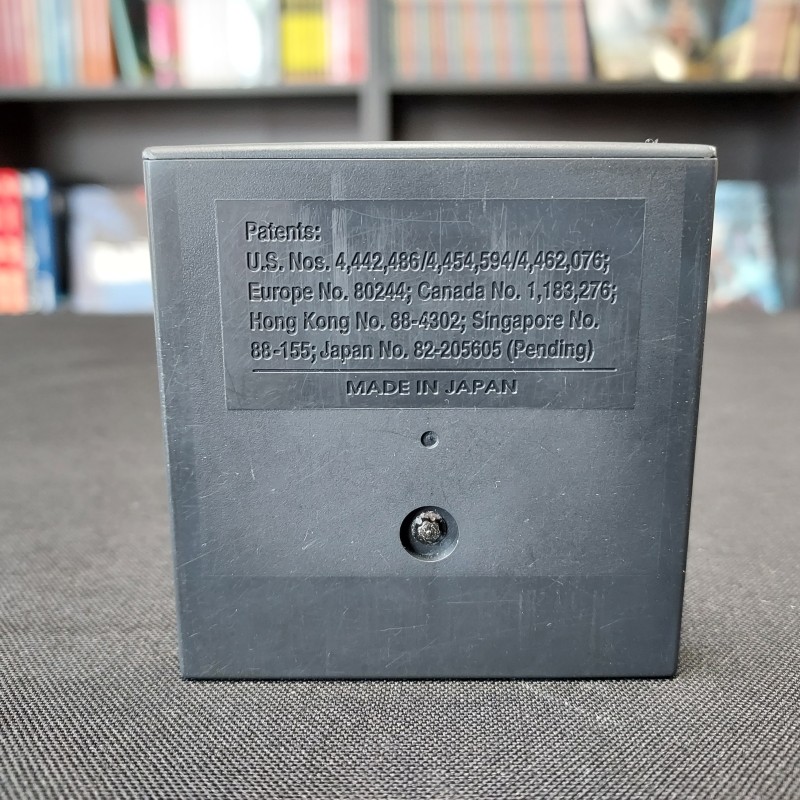 Patents:
U.S. Nos. 4,442,486/4,454,594/4,462,076;
Europe No. 80244; Canada No. 1,183,276;
Hong Kong No. 88-4302; Singapore No.
88-155; Japan No. 82-205605 (Pending)
MADE IN JAPAN